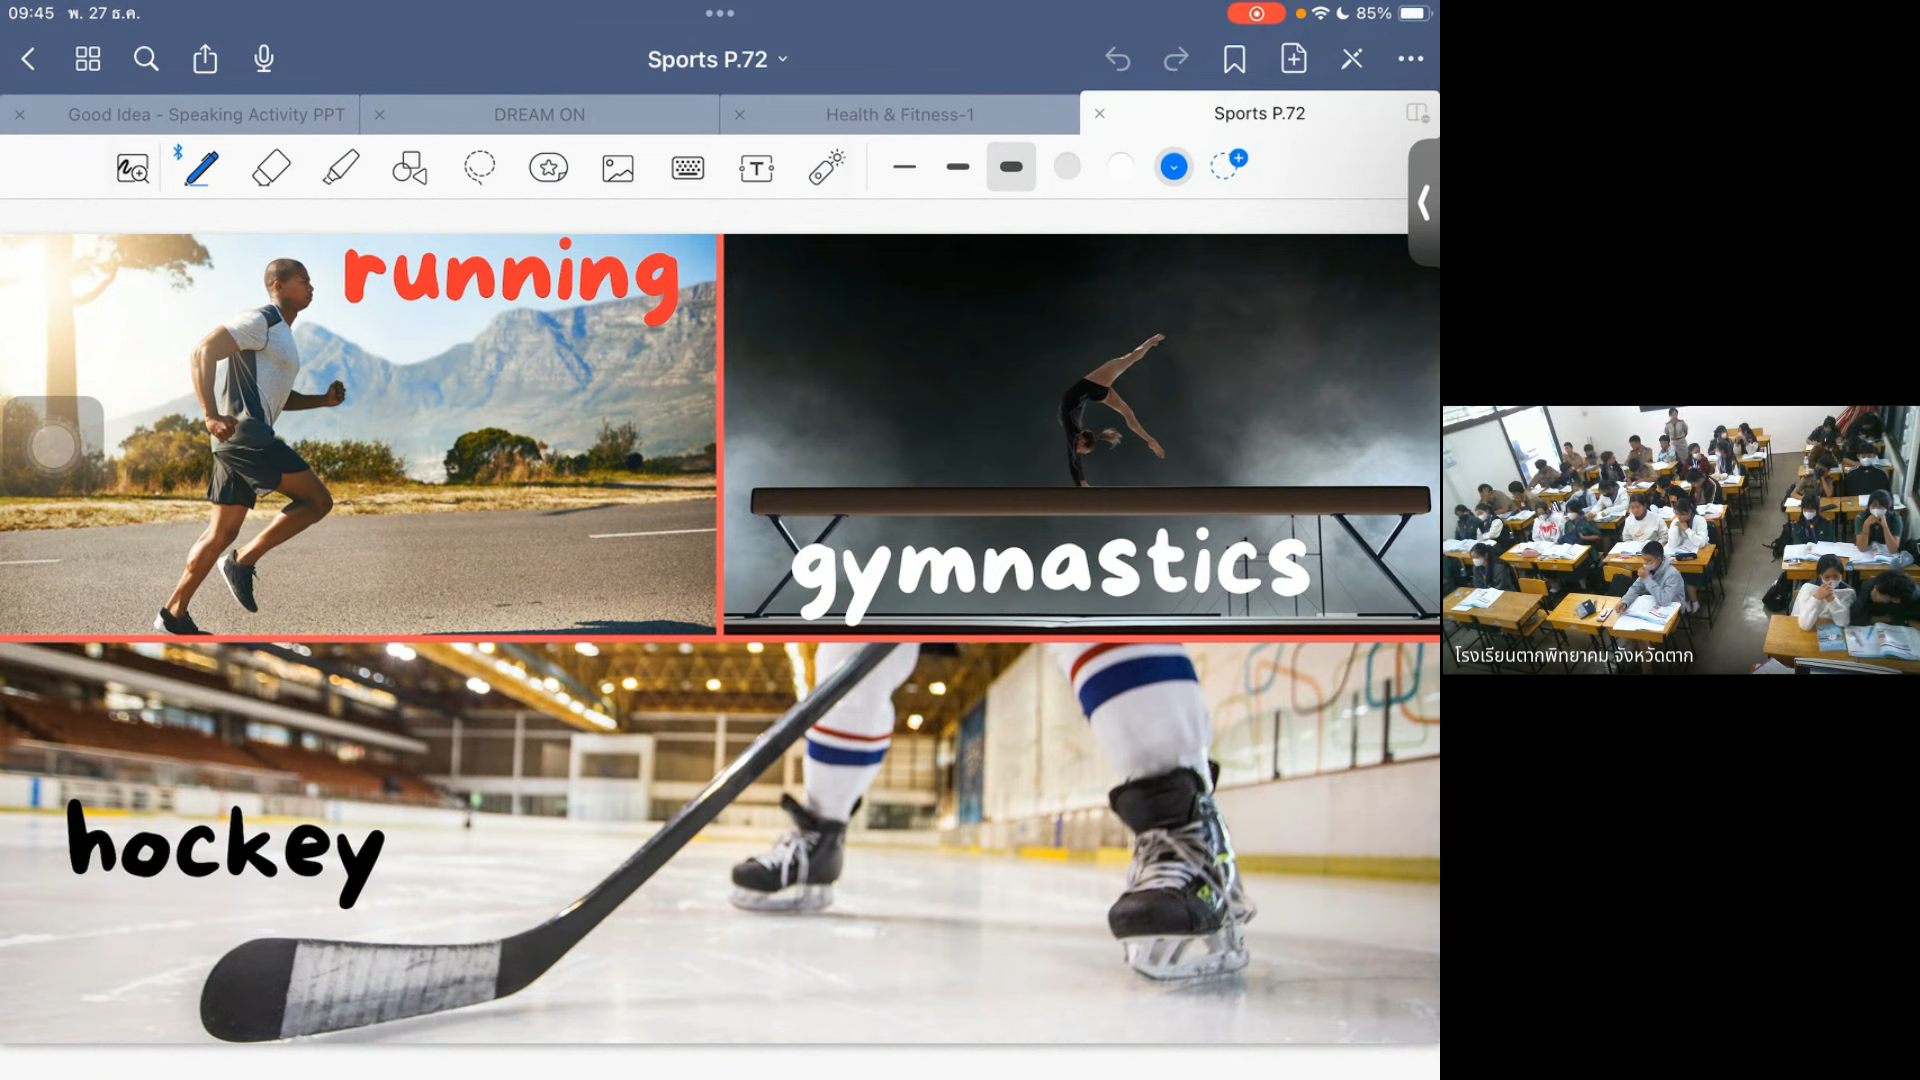 09:45 พ. 27 ธ.ค.
85%
Sports P.72
Good Idea - Speaking Activity PPT
DREAM ON
Health & Fitness-1
Sports P.72
running
gymnastics
hockey
โรงเรียนตากพิทยาคม จังหวัดตาก